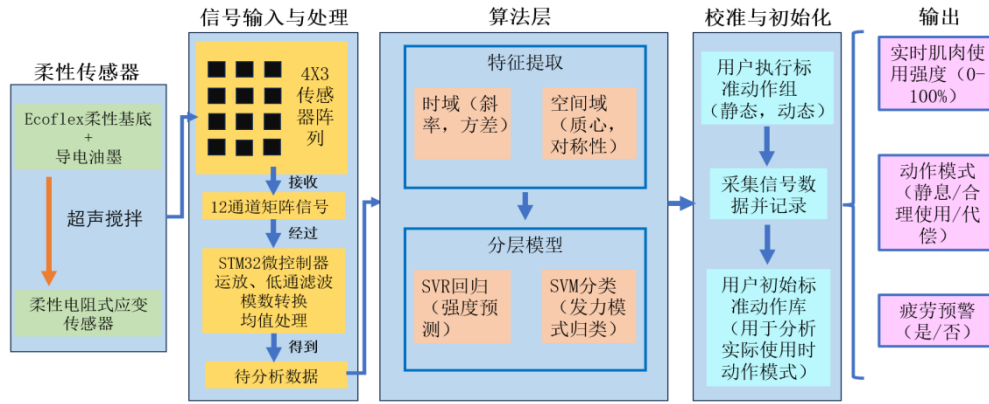 柔性传感器
Ecoflex柔性基底
+
导电油墨
超声搅拌
柔性电阻式应变
传感器
信号输入与处理
4X3
传感
器阵
列
接收
12通道矩阵信号
经过
STM32微控制器
运放、低通滤波
模数转换
均值处理
得到
待分析数据
算法层
特征提取
时域（斜
率，方差）
空间域
（质心，
对称性）
分层模型
SVR回归
（强度预
测）
SVM分类
（发力模
式归类）
校准与初始化
用户执行标
准动作组
（静态，动态）
采集信号数
据并记录
用户初始标
准动作库
（用于分析
实际使用时
动作模式）
输出
实时肌肉使
用强度（0-
100%）
动作模式
（静息/合
理使用/代
偿）
疲劳预警
（是/否）